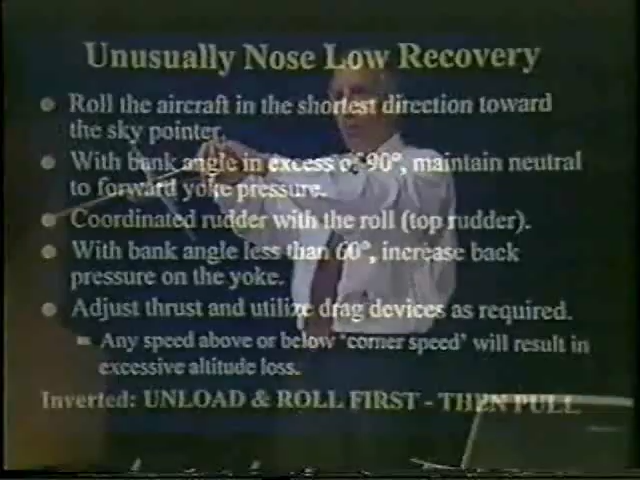 Unusually Nose Low Recovery
Roll the aircraft in the shortest direction toward
the sky pointer.
With bank angle in excess of 90°, maintain neutral
to forward yoke pressure.
Coordinated rudder with the roll (top rudder).
With bank angle less than 60°, increase back
pressure on the yoke.
Adjust thrust and utilize drag devices as required.
Any speed above or below "corner speed" will result in
excessive altitude loss.
Inverted: UNLOAD & ROLL FIRST - THEN PULL